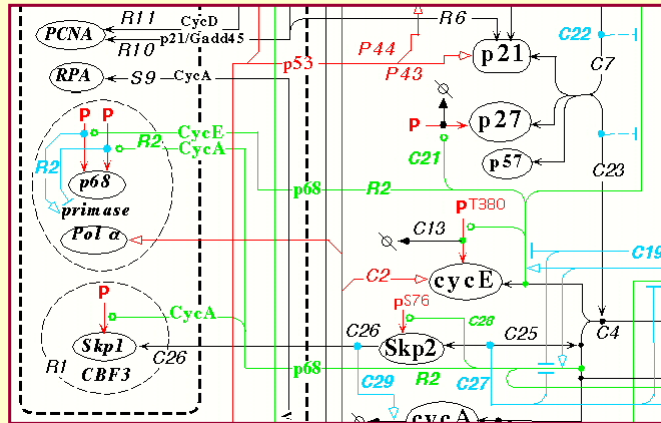 R11 CycD
PCNA
R10 p21/Gadd45
R6
RPA
S9 CycA
p53
P44
P43
p21
C22
C7
P P
CycE
R2
CycA
R2
p68
primase
Pol α
P
p27
C21
p57
C23
p68 R2
P T380
C13
C2
cycE
C19
P
CycA
Skp1
R1 CBF3
C26
C26
pS76
Skp2
C28
C25
C4
p68
C29
R2
C27
cycA